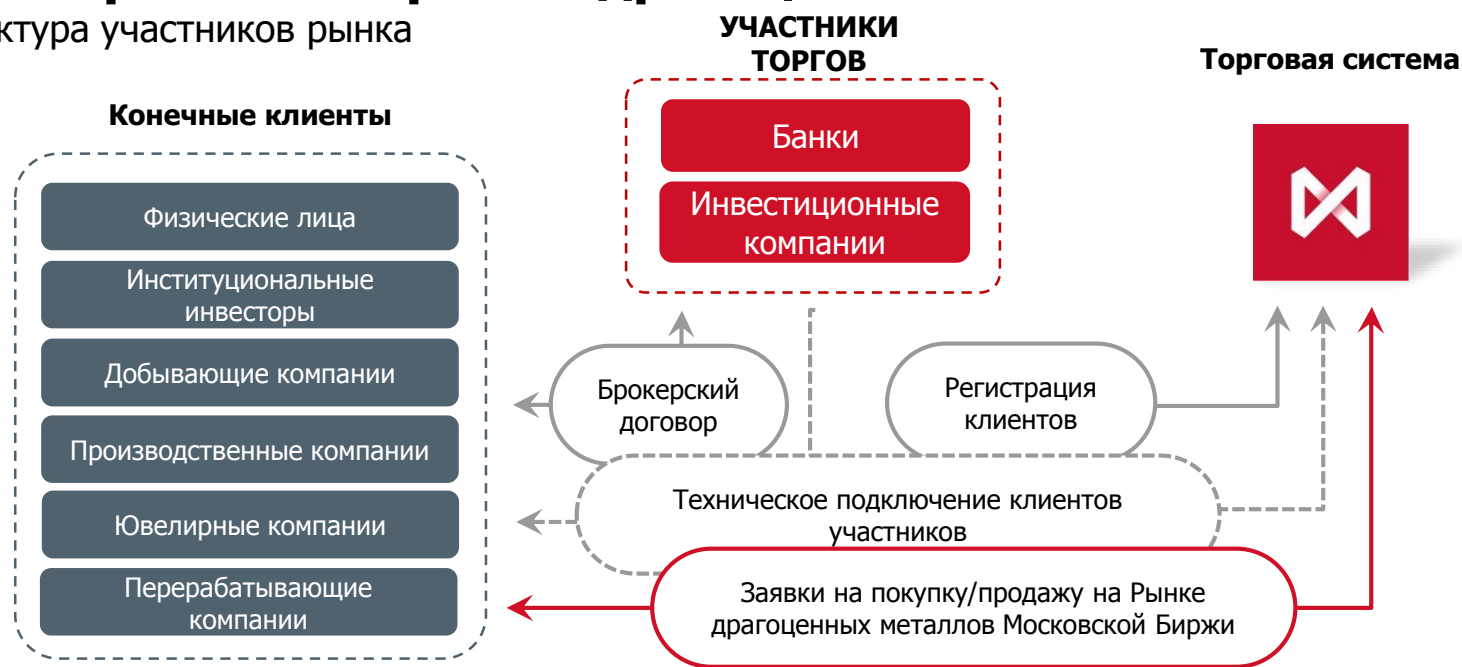 ктура участников рынка
УЧАСТНИКИ
ТОРГОВ
Торговая система
Конечные клиенты
Банки
Инвестиционные
компании
Физические лица
Институциональные
инвесторы
Добывающие компании
Производственные компании
Ювелирные компании
Перерабатывающие
компании
Брокерский
договор
Регистрация
клиентов
Техническое подключение клиентов
участников
Заявки на покупку/продажу на Рынке
драгоценных металлов Московской Биржи